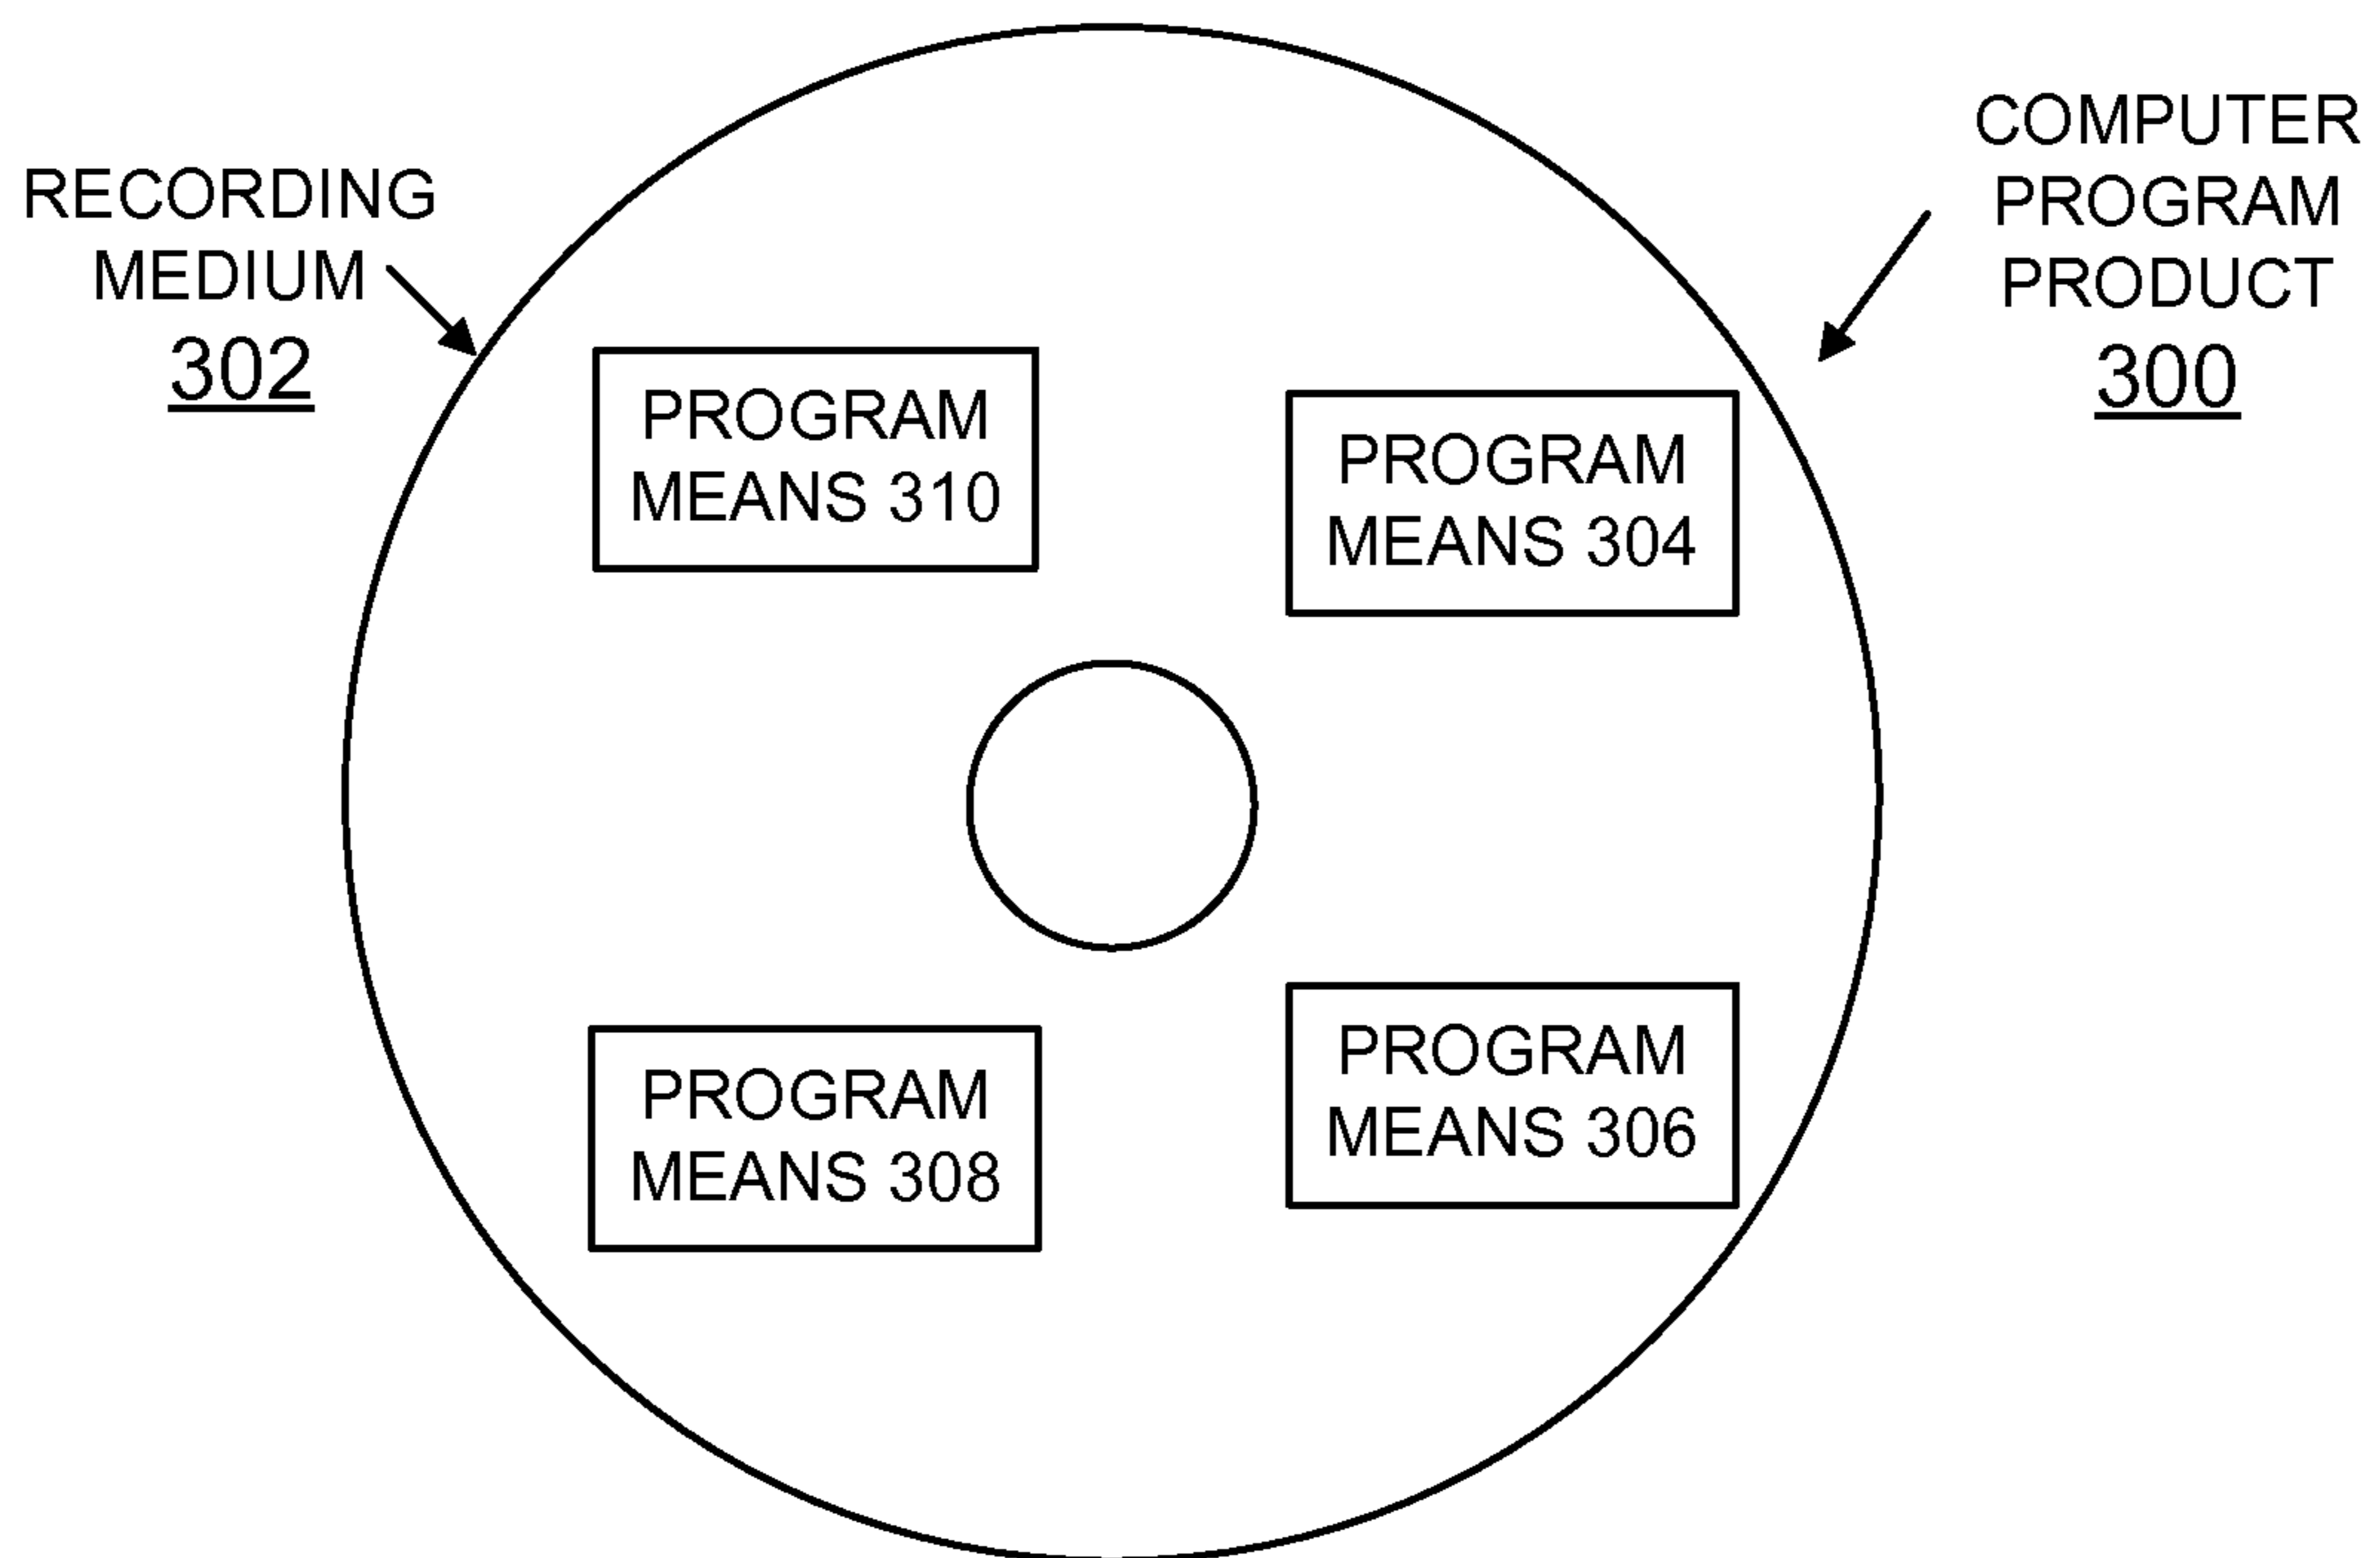 RECORDING
MEDIUM
302
COMPUTER
PROGRAM
PRODUCT
300
PROGRAM
MEANS 310
PROGRAM
MEANS 304
PROGRAM
MEANS 308
PROGRAM
MEANS 306